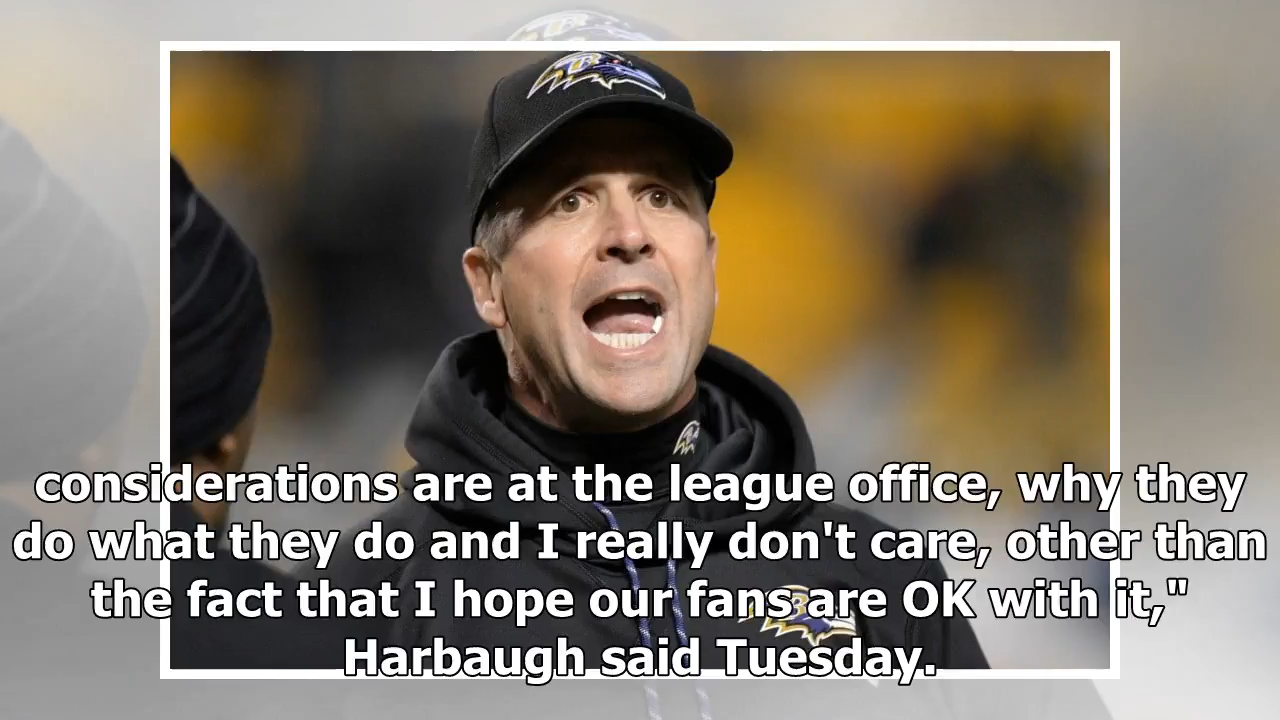 considerations are at the league office, why they
do what they do and I really don't care, other than
the fact that I hope our fans are OK with it,"
Harbaugh said Tuesday.